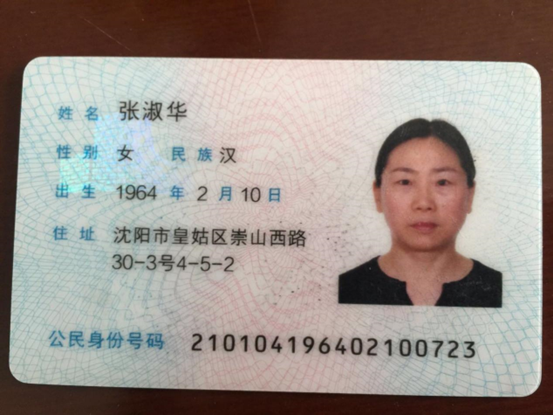 姓名 张淑华
性别 女 民族 汉
出生 1964 年 2 月 10 日
住址 沈阳市皇姑区崇山西路
30-3号4-5-2
公民身份号码 210104196402100723